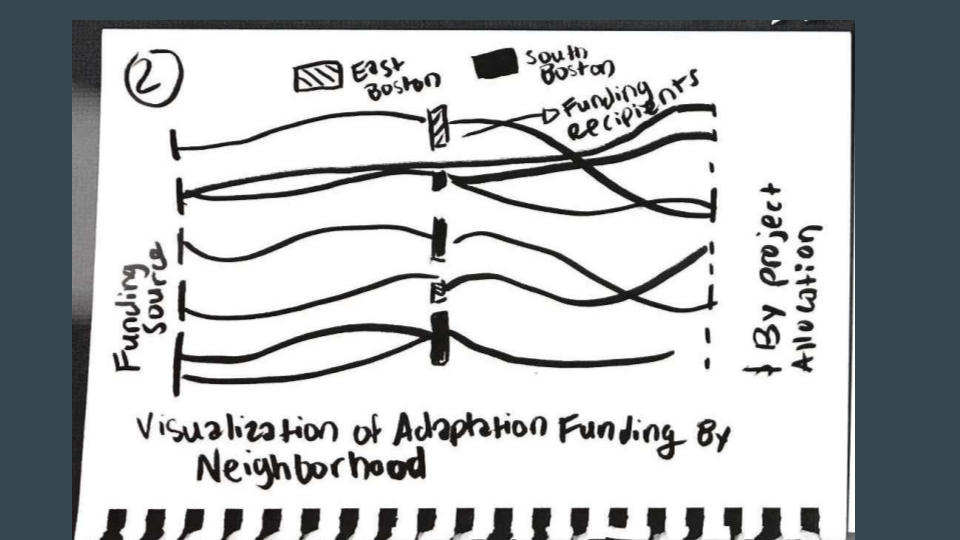 2
East
Boston
South
Boston
Funding
recipients
Funding
Source
$ By project
Allocation
Visualization of Adaptation Funding By
Neighborhood